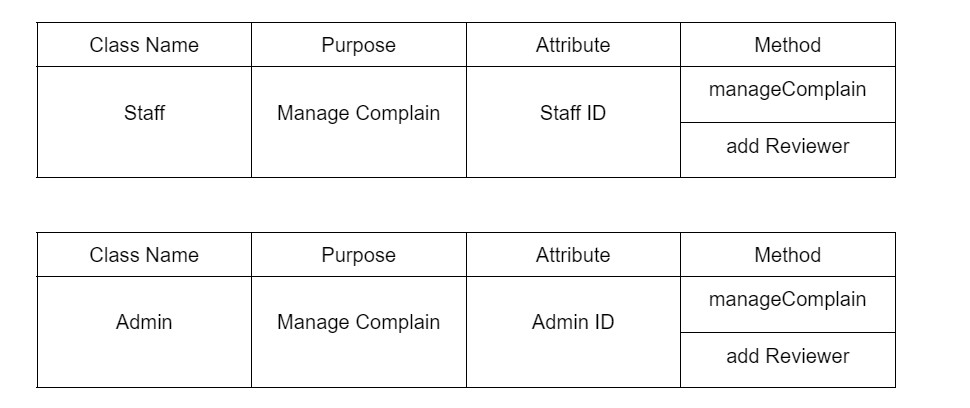 Class Name Purpose Attribute Method
Staff Manage Complain Staff ID manageComplain
add Reviewer
Class Name Purpose Attribute Method
Admin Manage Complain Admin ID manageComplain
add Reviewer